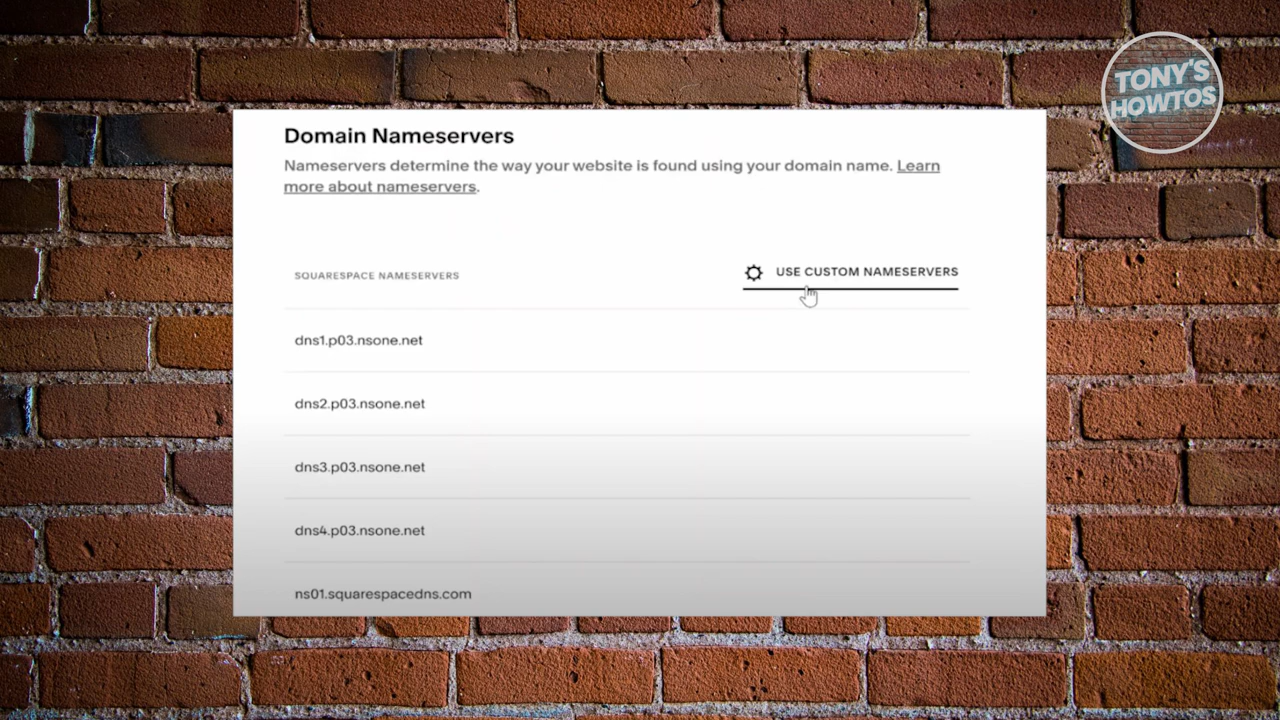 TONY'S
HOWTOS
Domain Nameservers
Nameservers determine the way your website is found using your domain name. Learn
more about nameservers.
SQUARESPACE NAMESERVERS
USE CUSTOM NAMESERVERS
dns1.p03.nsone.net
dns2.p03.nsone.net
dns3.p03.nsone.net
dns4.p03.nsone.net
ns01.squarespacedns.com